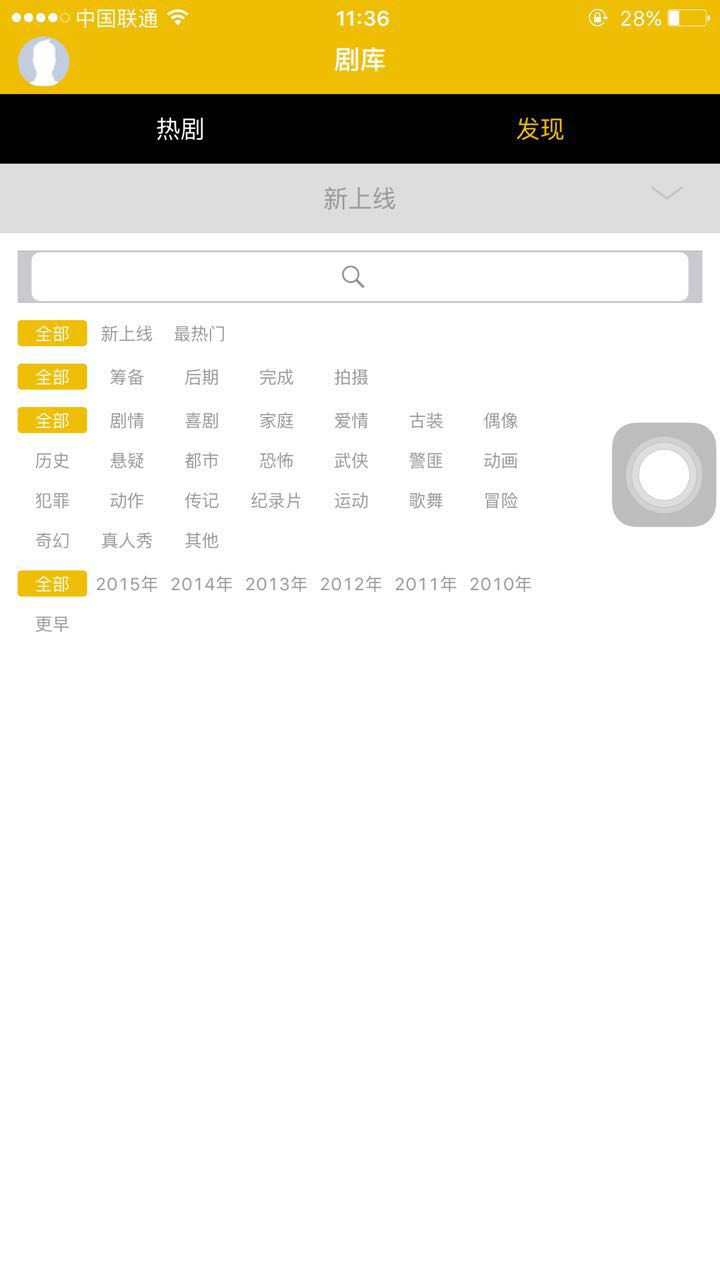 中国联通 11:36 28%
剧库
热剧 发现
新上线
全部 新上线 最热门
全部 筹备 后期 完成 拍摄
全部 剧情 喜剧 家庭 爱情 古装 偶像
历史 悬疑 都市 恐怖 武侠 警匪 动画
犯罪 动作 传记 纪录片 运动 歌舞 冒险
奇幻 真人秀 其他
全部 2015年 2014年 2013年 2012年 2011年 2010年
更早